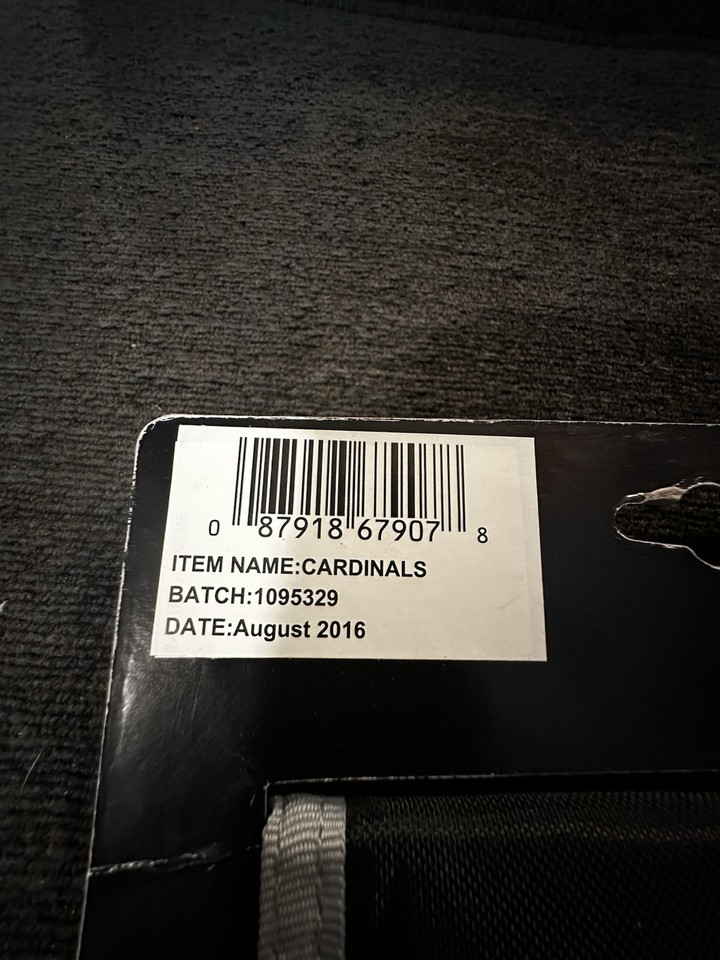 0 87918 67907 8
ITEM NAME:CARDINALS
BATCH:1095329
DATE:August 2016